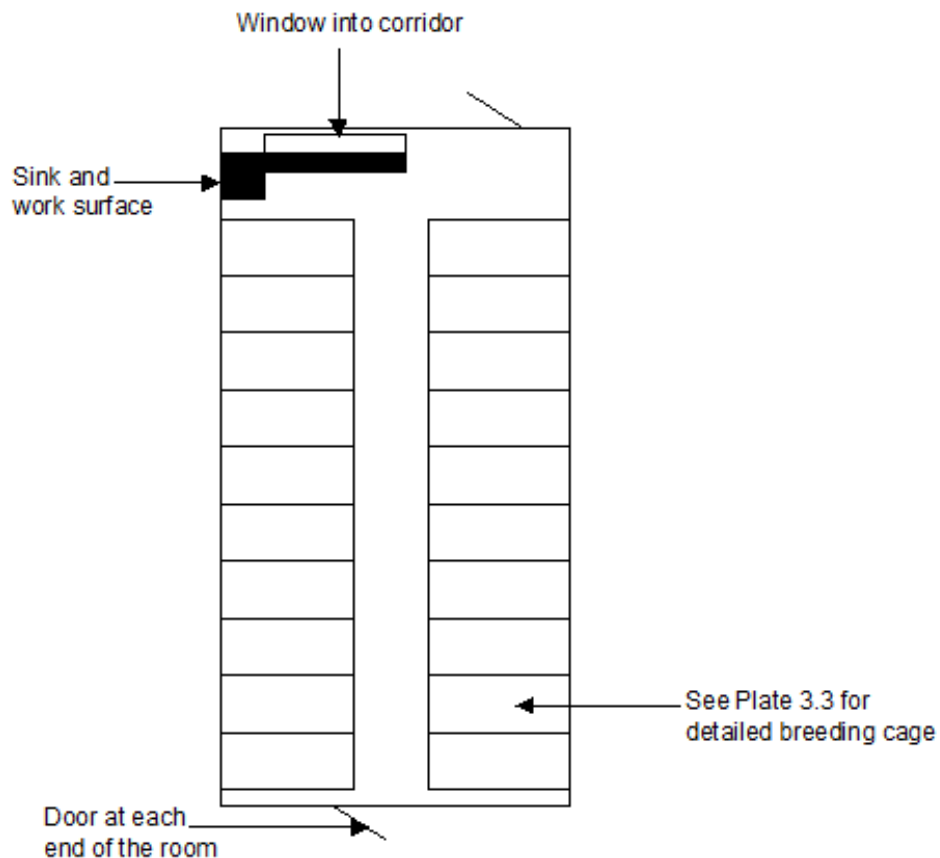 Window into corridor
Sink and
work surface
See Plate 3.3 for
detailed breeding cage
Door at each
end of the room